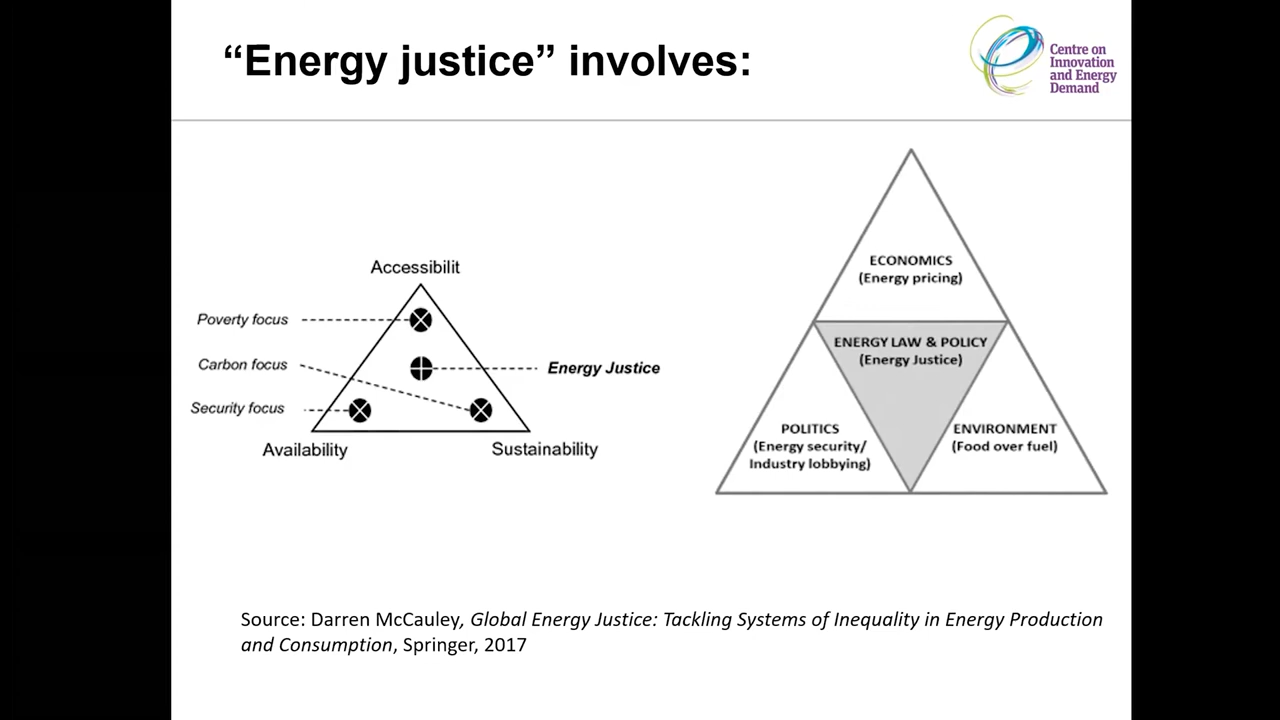 “Energy justice” involves:
Centre on
Innovation
and Energy
Demand
Accessibilit
Poverty focus
Carbon focus
Energy Justice
Security focus
Availability
Sustainability
ECONOMICS
(Energy pricing)
ENERGY LAW & POLICY
(Energy Justice)
POLITICS
(Energy security/
Industry lobbying)
ENVIRONMENT
(Food over fuel)
Source: Darren McCauley, Global Energy Justice: Tackling Systems of Inequality in Energy Production
and Consumption, Springer, 2017